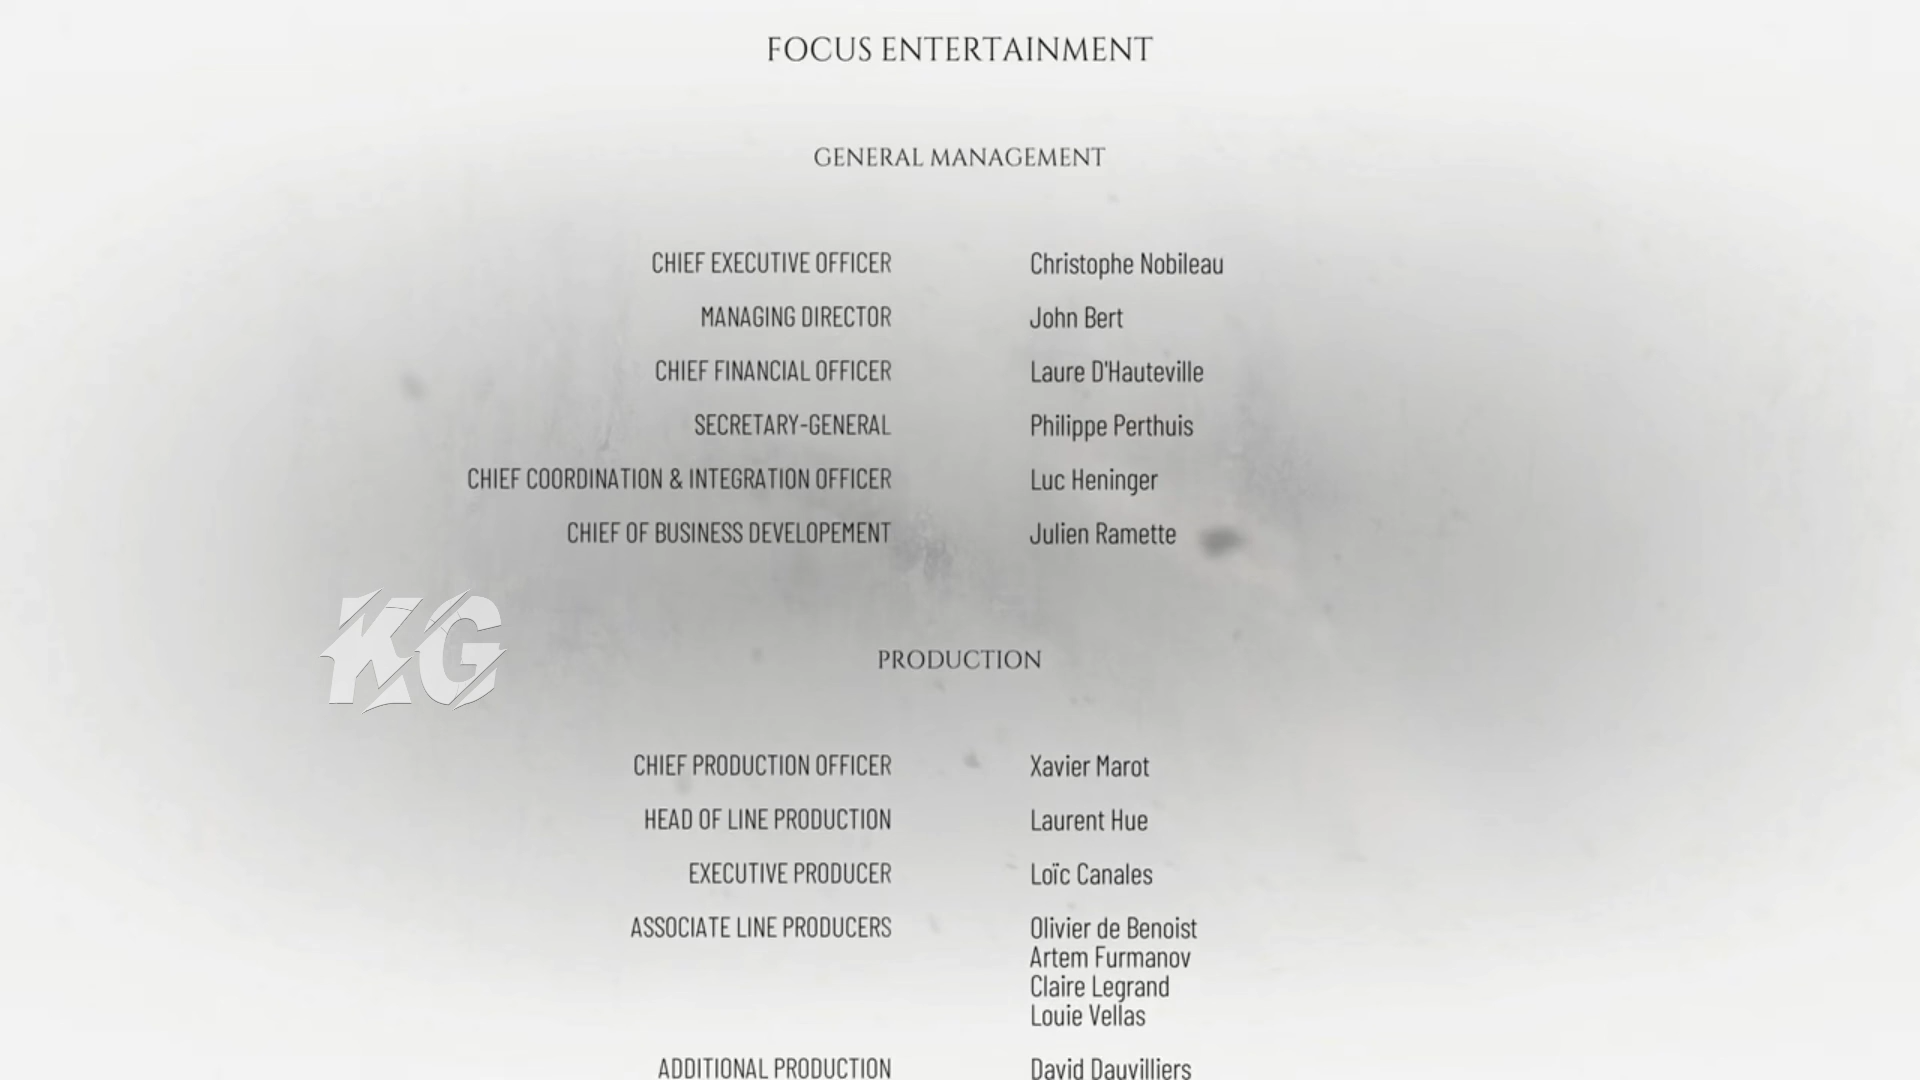 FOCUS ENTERTAINMENT
GENERAL MANAGEMENT
CHIEF EXECUTIVE OFFICER Christophe Nobileau
MANAGING DIRECTOR John Bert
CHIEF FINANCIAL OFFICER Laure D'Hauteville
SECRETARY-GENERAL Philippe Perthuis
CHIEF COORDINATION & INTEGRATION OFFICER Luc Heninger
CHIEF OF BUSINESS DEVELOPEMENT Julien Ramette
KG
PRODUCTION
CHIEF PRODUCTION OFFICER Xavier Marot
HEAD OF LINE PRODUCTION Laurent Hue
EXECUTIVE PRODUCER Loïc Canales
ASSOCIATE LINE PRODUCERS Olivier de Benoist
Artem Furmanov
Claire Legrand
Louie Vellas
ADDITIONAL PRODUCTION David Dauvilliers